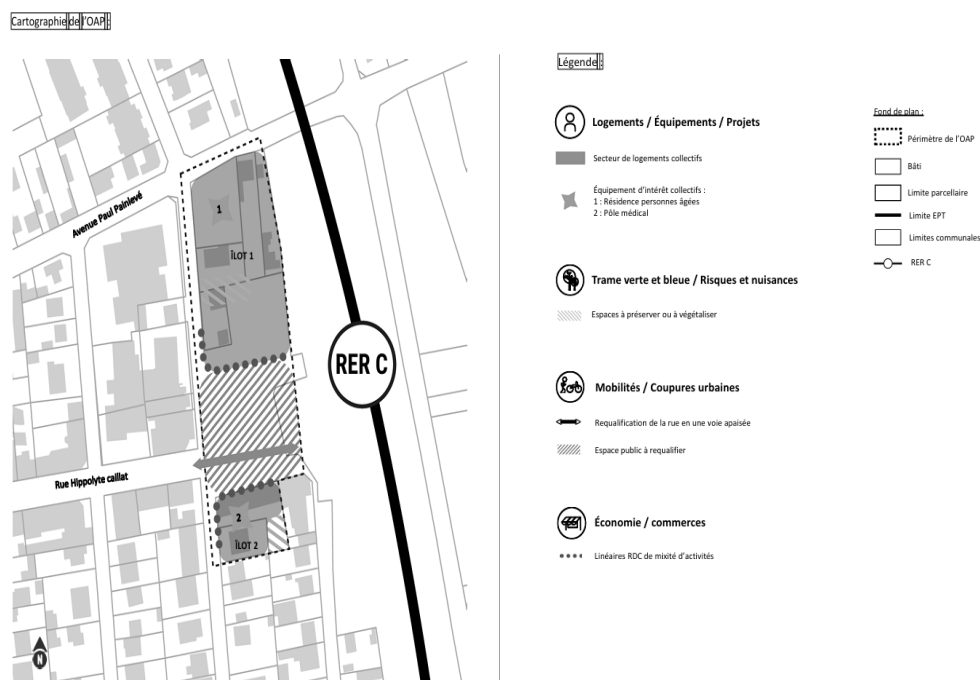 Cartographie de l'OAP :
Avenue Paul Painlevé
1
ÎLOT 1
RER C
Rue Hippolyte caillat
2
ÎLOT 2
N
Légende :
Logements / Équipements / Projets
Secteur de logements collectifs
Équipement d'intérêt collectifs :
1 : Résidence personnes âgées
2 : Pôle médical
Trame verte et bleue / Risques et nuisances
Espaces à préserver ou à végétaliser
Mobilités / Coupures urbaines
Requalification de la rue en une voie apaisée
Espace public à requalifier
Économie / commerces
Linéaires RDC de mixité d'activités
Fond de plan :
Périmètre de l'OAP
Bâti
Limite parcellaire
Limite EPT
Limites communales
RER C